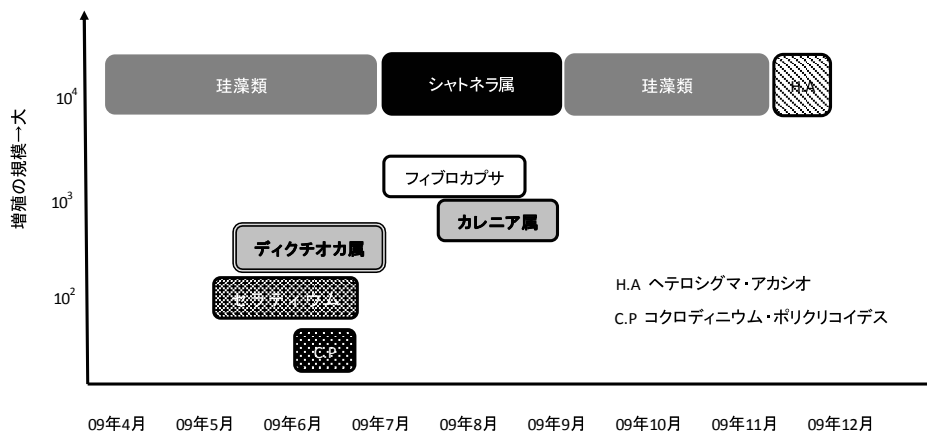 増殖の規模→大
10⁴
10³
10²
珪藻類
シャトネラ属
珪藻類
H.A
フィブロカプサ
カレニア属
ディクチオカ属
セラティウム
C.P
H.A ヘテロシグマ・アカシオ
C.P コクロディニウム・ポリクリコイデス
09年4月 09年5月 09年6月 09年7月 09年8月 09年9月 09年10月 09年11月 09年12月